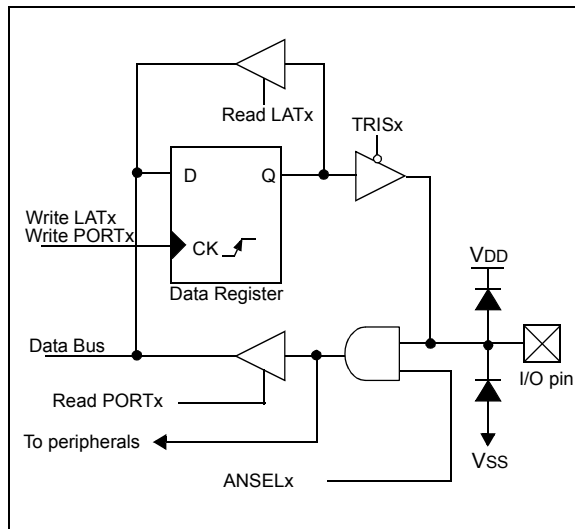 Read LATx
TRISx
D Q
Write LATx
Write PORTx
CK
Data Register
VDD
Data Bus
I/O pin
Read PORTx
To peripherals
VSS
ANSELx